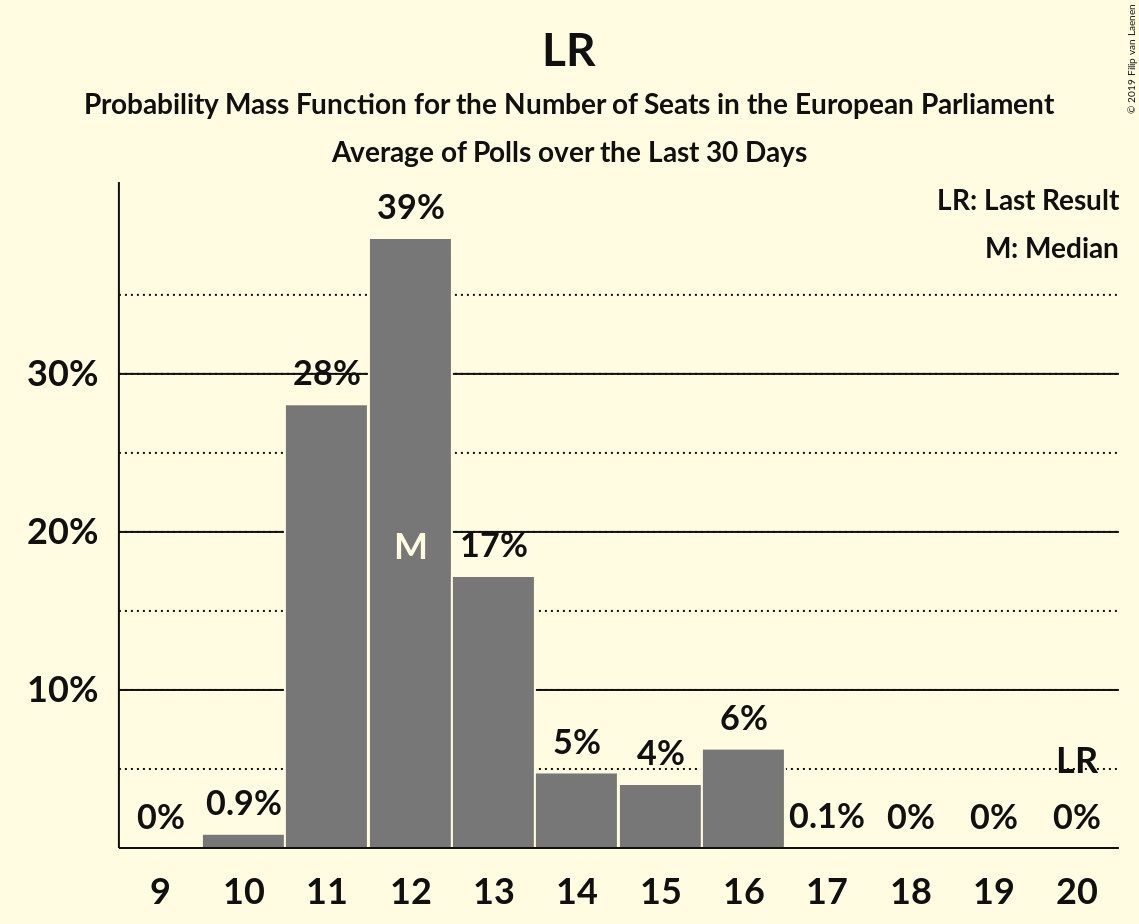 LR
Probability Mass Function for the Number of Seats in the European Parliament
Average of Polls over the Last 30 Days
© 2019 Filip van Laenen
LR: Last Result
M: Median
30%
20%
10%
0%
0.9%
28%
39%
M
17%
5%
4%
6%
0.1%
0%
0%
LR
0%
9 10 11 12 13 14 15 16 17 18 19 20